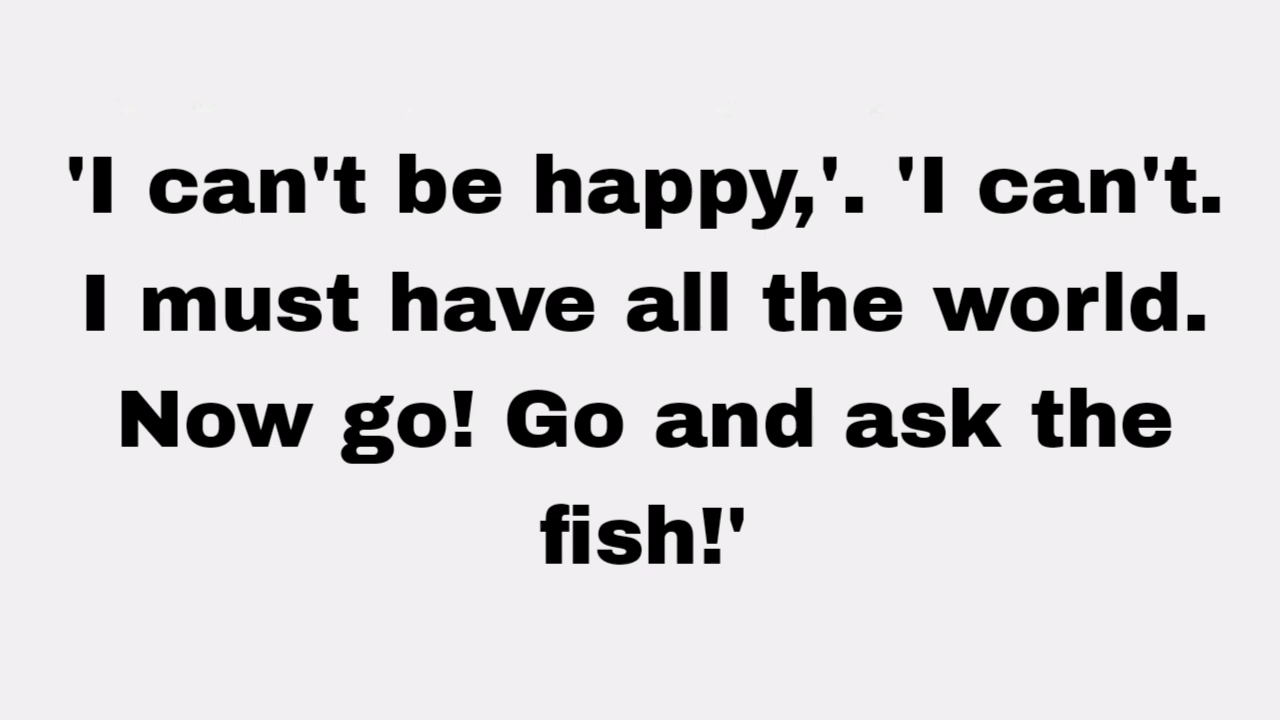 'I can't be happy,'. 'I can't.
I must have all the world.
Now go! Go and ask the
fish!'